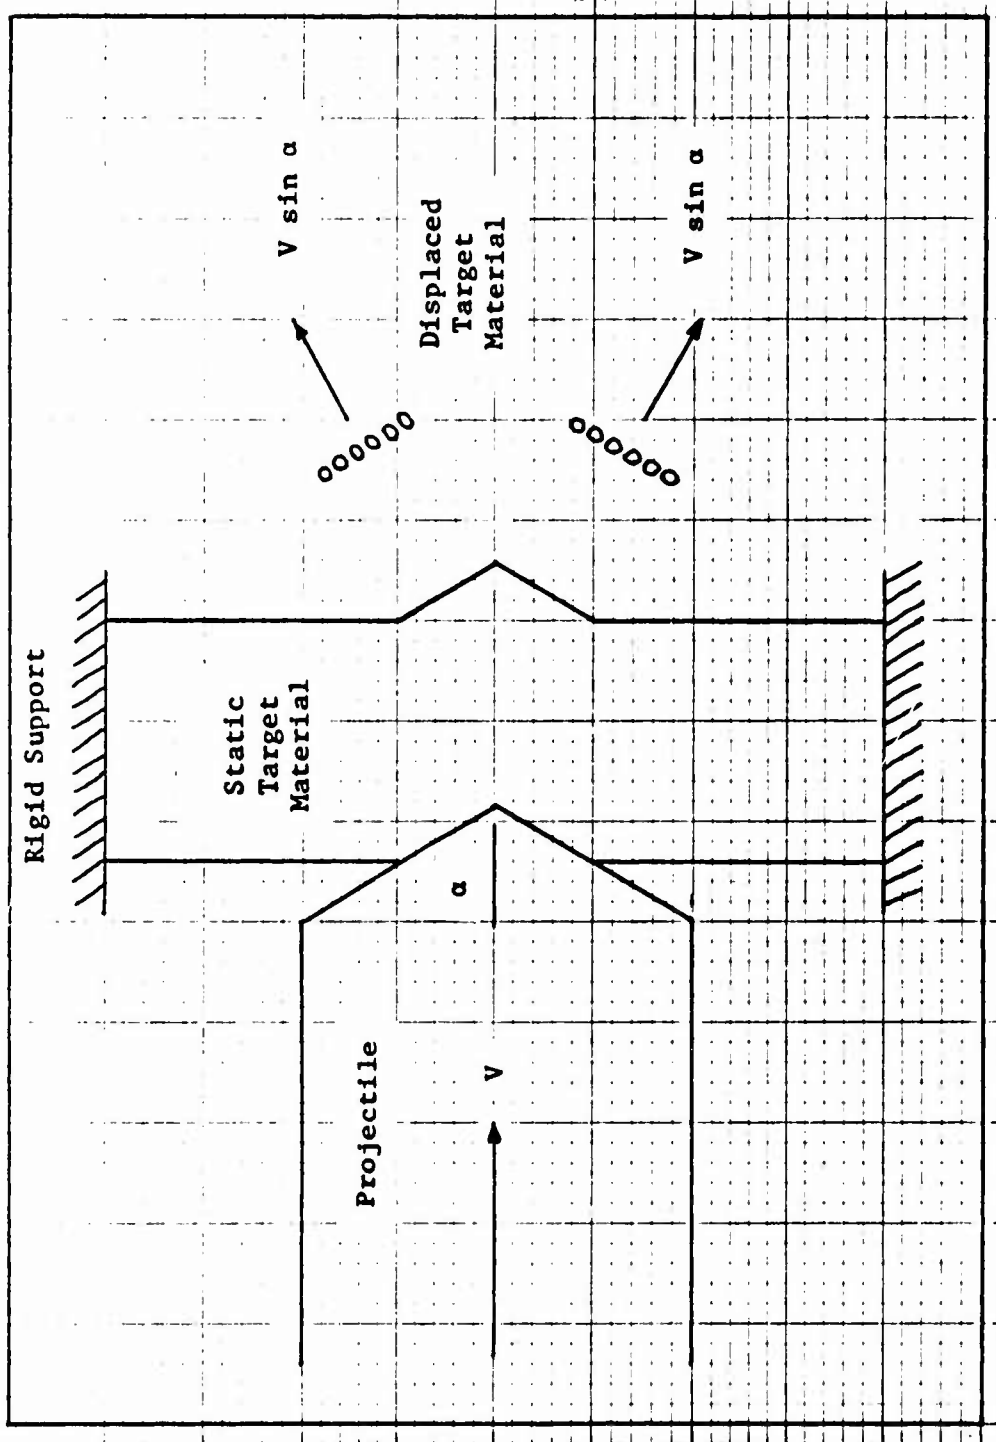 Rigid Support
Static
Target
Material
Projectile
α
V
V sin α
Displaced
Target
Material
V sin α